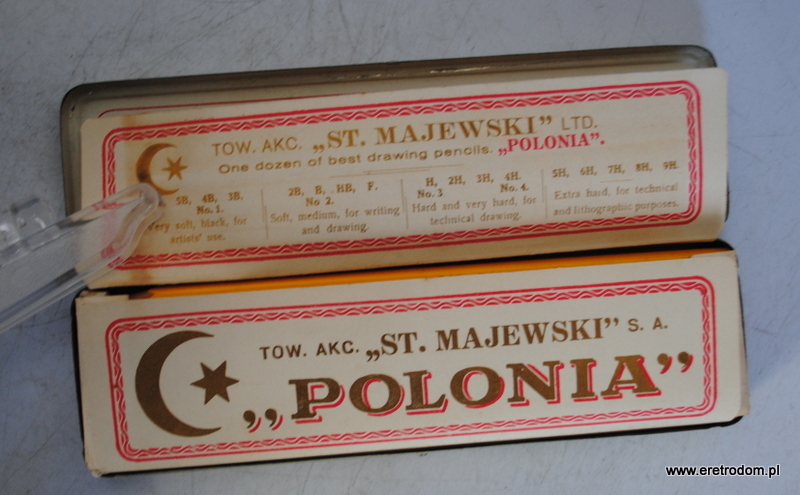 TOW. AKC. „ST. MAJEWSKI” LTD.
One dozen of best drawing pencils. „POLONIA”.
5B, 4B, 3B.
No. 1.
Very soft, black, for
artists' use.
2B, B, HB, F.
No 2.
Soft, medium, for writing
and drawing.
H, 2H, 3H, 4H.
No. 3 No. 4.
Hard and very hard, for
teclinical drawing.
5H, 6H, 7H, 8H, 9H.
Extra hard, for technical
and lithographic purposes.
TOW. AKC. „ST. MAJEWSKI” S. A.
„POLONIA”
www.eretrodom.pl